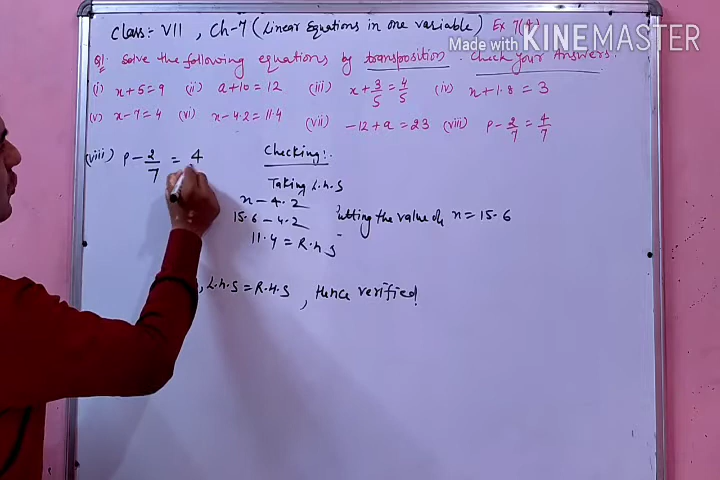 Class:- VII , Ch-7 (Linear Equations in one variable) Ex 7(A)
Made with KINEMASTER
Q1. Solve the following equations by transposition. Check your Answers.
(i) x+5=9 (ii) a+10=12 (iii) x+3/5=4/5 (iv) x+1.8=3
(v) x-7=4 (vi) x-4.2=11.4 (vii) -12+a=23 (viii) p-2/7=4/7
(viii) p-2/7=4
Checking:-
Taking L.H.S
x-4.2
15.6-4.2 utting the value of x=15.6
11.4=R.H.S
, L.H.S=R.H.S , Hence verified